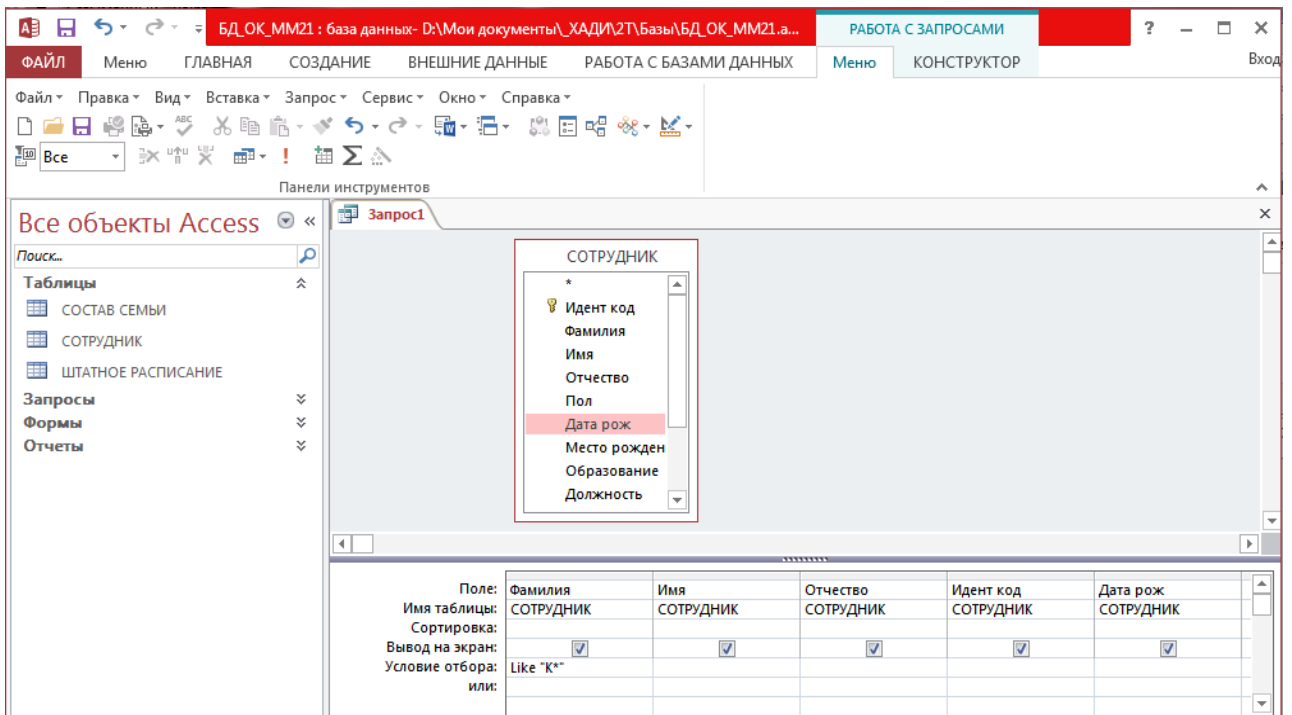 БД_ОК_ММ21 : база данных- D:\Мои документы\_ХАДИ\2Т\Базы\БД_ОК_ММ21.а... РАБОТА С ЗАПРОСАМИ ?
ФАЙЛ Меню ГЛАВНАЯ СОЗДАНИЕ ВНЕШНИЕ ДАННЫЕ РАБОТА С БАЗАМИ ДАННЫХ Меню КОНСТРУКТОР Вход
Файл Правка Вид Вставка Запрос Сервис Окно Справка
Все
Панели инструментов
Все объекты Access «
Запрос1
Поиск...
Таблицы
СОСТАВ СЕМЬИ
СОТРУДНИК
ШТАТНОЕ РАСПИСАНИЕ
Запросы
Формы
Отчеты
СОТРУДНИК
*
Идент код
Фамилия
Имя
Отчество
Пол
Дата рож
Место рожден
Образование
Должность
Поле: Фамилия Имя Отчество Идент код Дата рож
Имя таблицы: СОТРУДНИК СОТРУДНИК СОТРУДНИК СОТРУДНИК СОТРУДНИК
Сортировка:
Вывод на экран:
Условие отбора: Like "К*"
или: